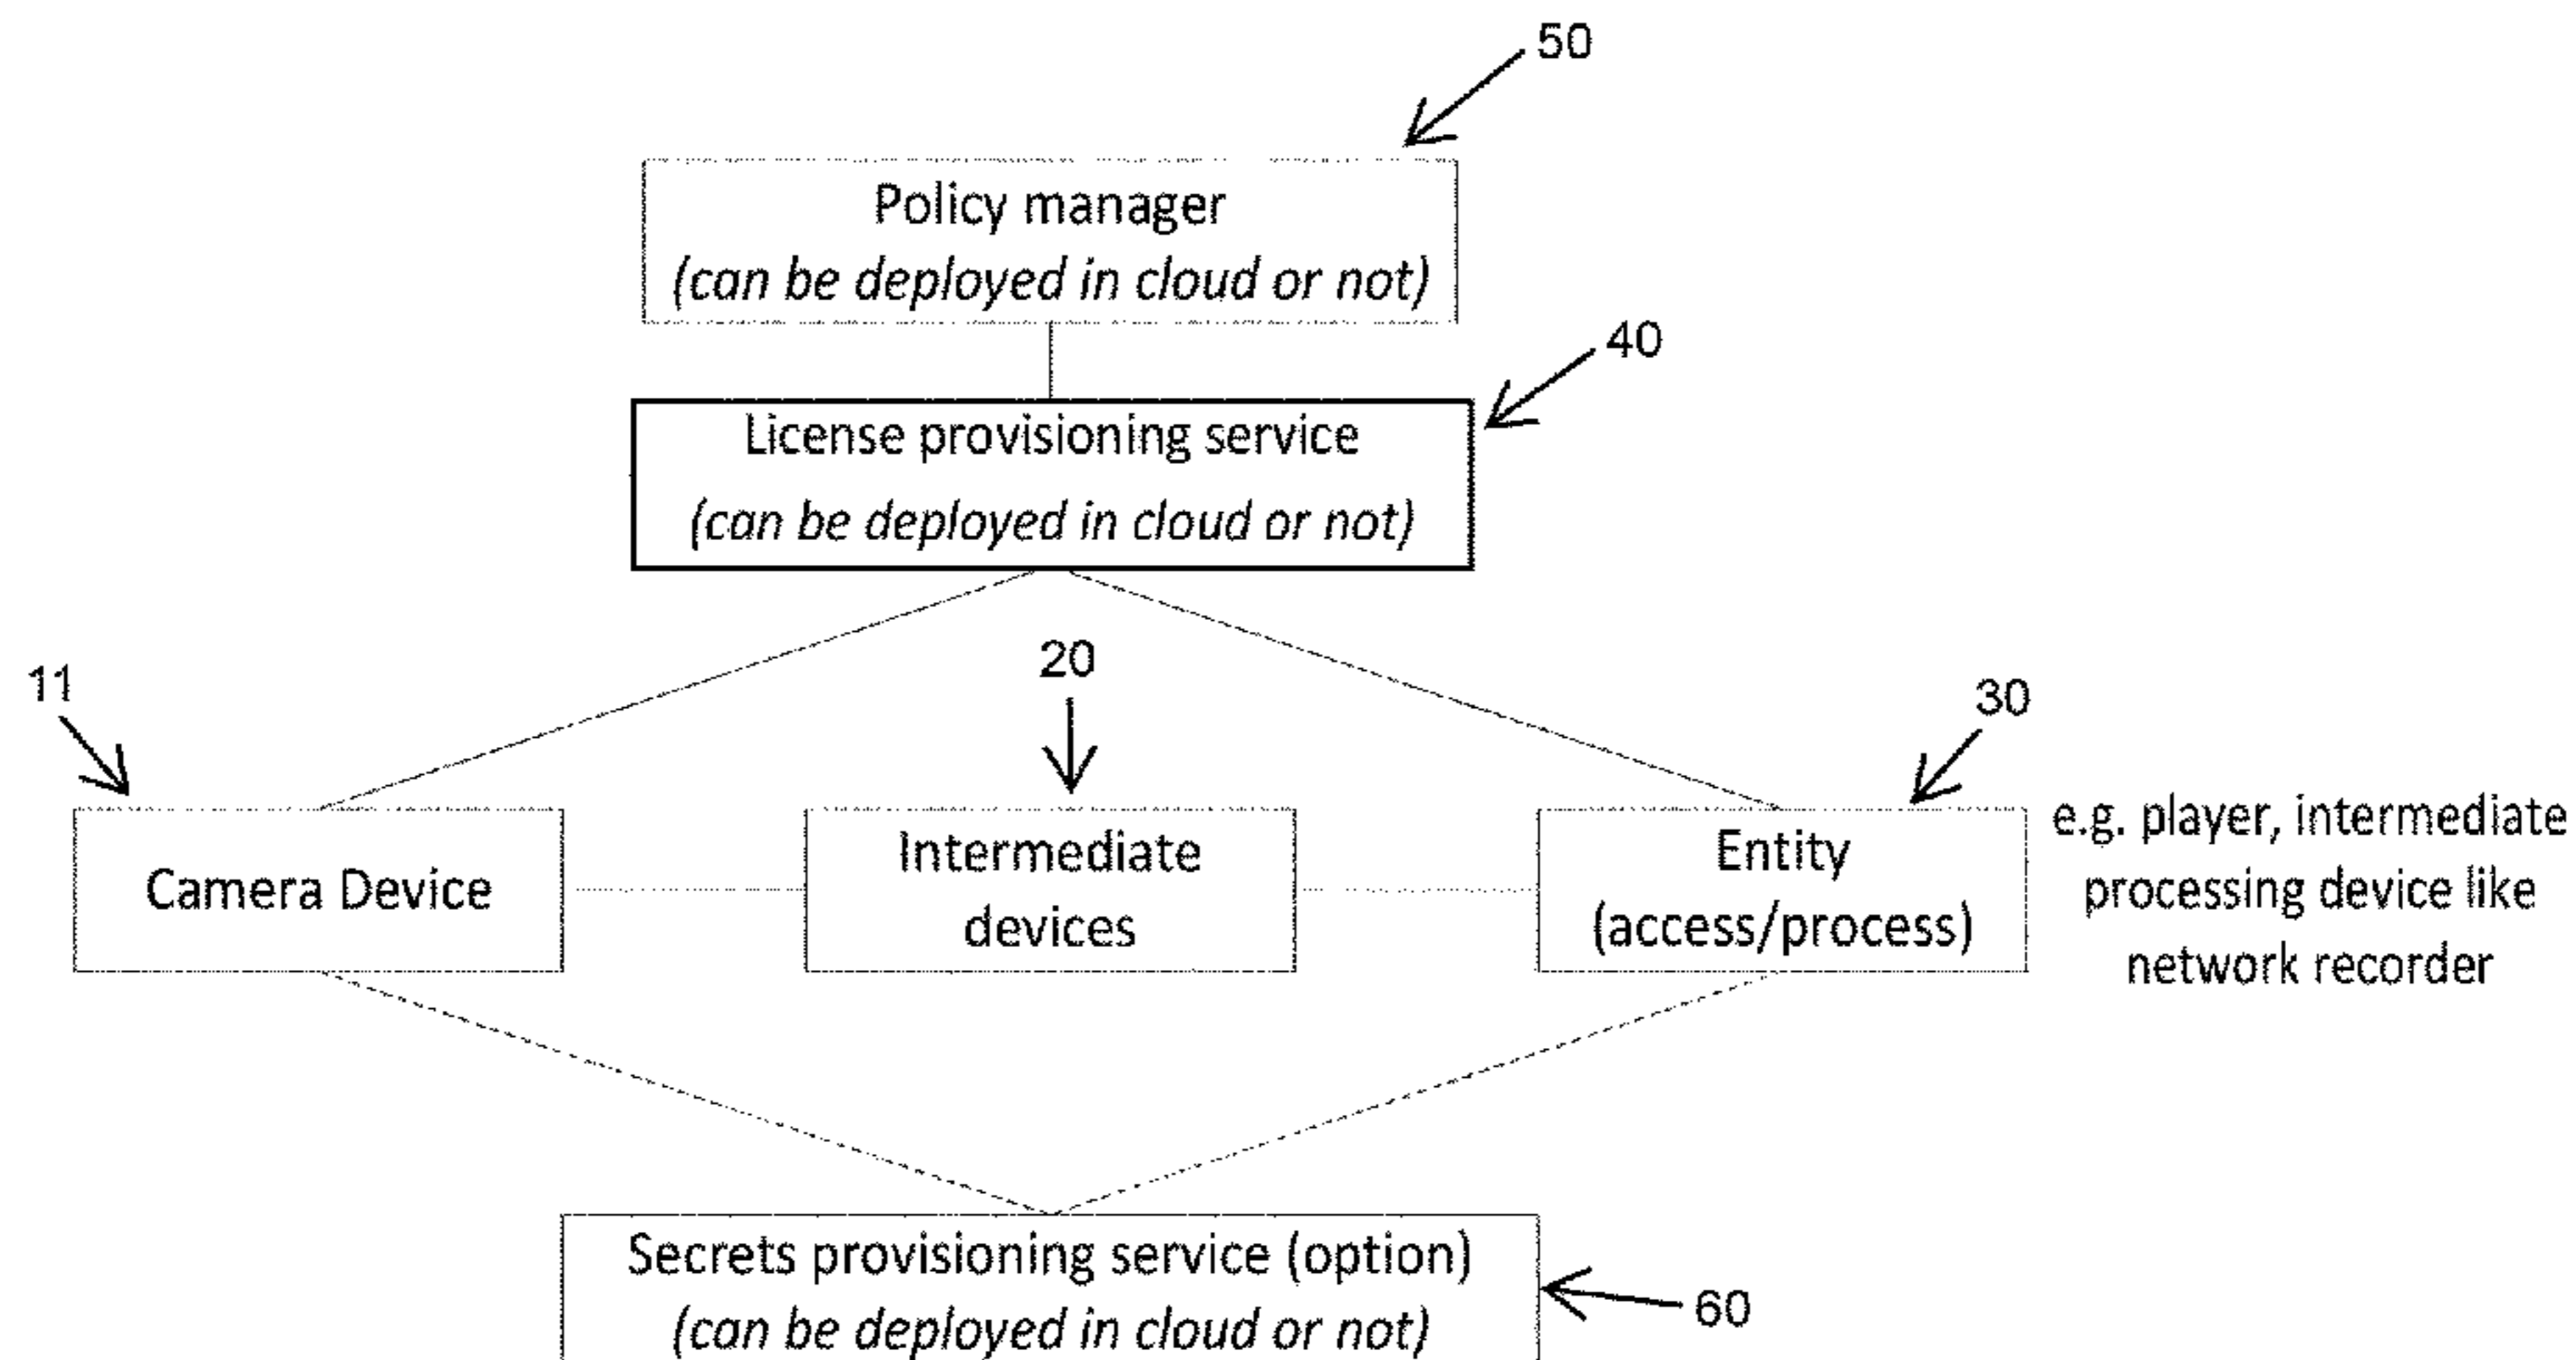 50
Policy manager
(can be deployed in cloud or not)
40
License provisioning service
(can be deployed in cloud or not)
20
11
30
Camera Device
Intermediate
devices
Entity
(access/process)
e.g. player, intermediate
processing device like
network recorder
Secrets provisioning service (option)
(can be deployed in cloud or not)
60